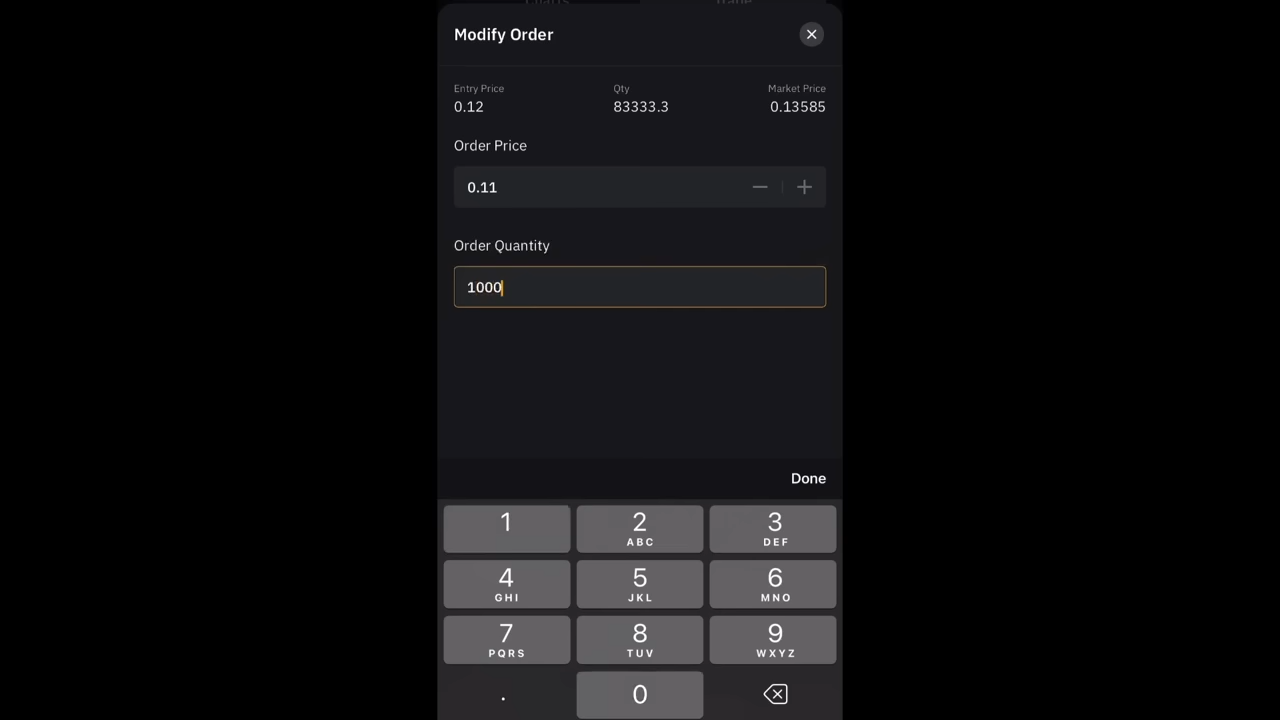 Modify Order
Entry Price Qty Market Price
0.12 83333.3 0.13585
Order Price
0.11
Order Quantity
1000
Done
1 2 3
ABC DEF
4 5 6
GHI JKL MNO
7 8 9
PQRS TUV WXYZ
. 0